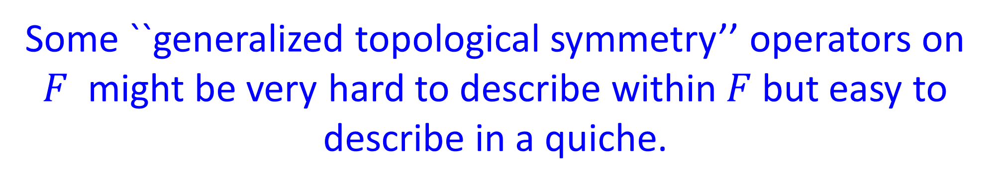 Some ``generalized topological symmetry’’ operators on
F might be very hard to describe within F but easy to
describe in a quiche.